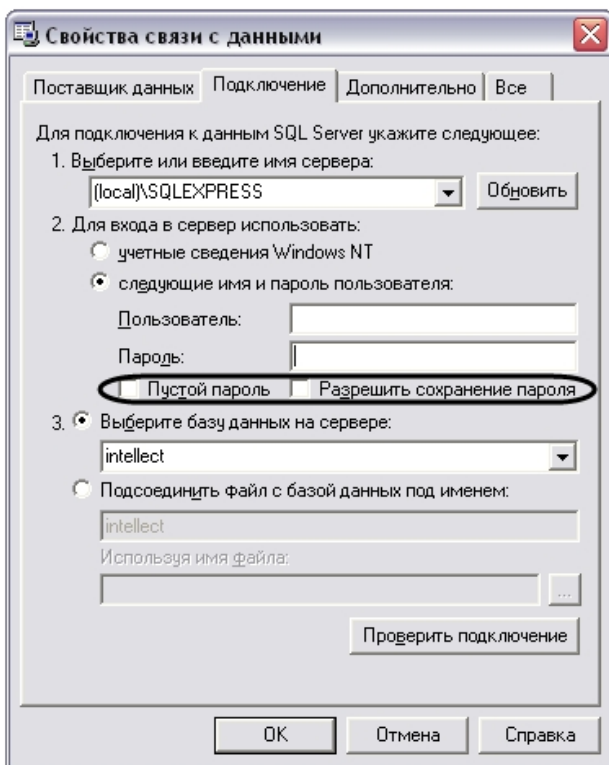 Свойства связи с данными
Поставщик данных Подключение Дополнительно Все
Для подключения к данным SQL Server укажите следующее:
1. Выберите или введите имя сервера:
(local)\SQLEXPRESS Обновить
2. Для входа в сервер использовать:
учетные сведения Windows NT
следующие имя и пароль пользователя:
Пользователь:
Пароль:
Пустой пароль Разрешить сохранение пароля
3. Выберите базу данных на сервере:
intellect
Подсоединить файл с базой данных под именем:
intellect
Используя имя файла:
...
Проверить подключение
OK Отмена Справка